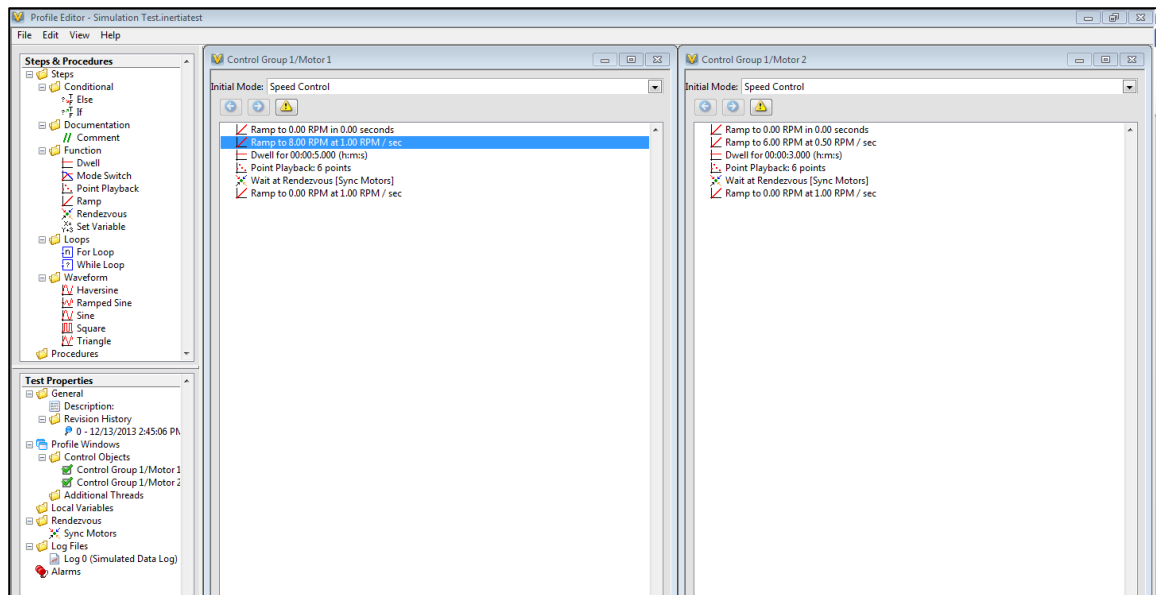 Profile Editor - Simulation Test.inertiatest
File Edit View Help
Steps & Procedures
Steps
Conditional
Else
If
Documentation
Comment
Function
Dwell
Mode Switch
Point Playback
Ramp
Rendezvous
Set Variable
Loops
For Loop
While Loop
Waveform
Haversine
Ramped Sine
Sine
Square
Triangle
Procedures
Test Properties
General
Description:
Revision History
0 - 12/13/2013 2:45:06 PM
Profile Windows
Control Objects
Control Group 1/Motor 1
Control Group 1/Motor 2
Additional Threads
Local Variables
Rendezvous
Sync Motors
Log Files
Log 0 (Simulated Data Log)
Alarms
Control Group 1/Motor 1
Initial Mode: Speed Control
Ramp to 0.00 RPM in 0.00 seconds
Ramp to 8.00 RPM at 1.00 RPM / sec
Dwell for 00:00:5.000 (h:m:s)
Point Playback: 6 points
Wait at Rendezvous [Sync Motors]
Ramp to 0.00 RPM at 1.00 RPM / sec
Control Group 1/Motor 2
Initial Mode: Speed Control
Ramp to 0.00 RPM in 0.00 seconds
Ramp to 6.00 RPM at 0.50 RPM / sec
Dwell for 00:00:3.000 (h:m:s)
Point Playback: 6 points
Wait at Rendezvous [Sync Motors]
Ramp to 0.00 RPM at 1.00 RPM / sec